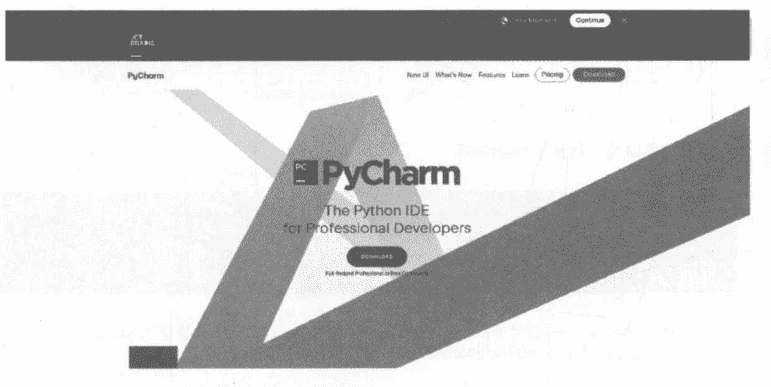 Continue
JET
BRAINS
PyCharm
New UI What's New Features Learn Pricing Download
PC
PyCharm
The Python IDE
for Professional Developers
DOWNLOAD